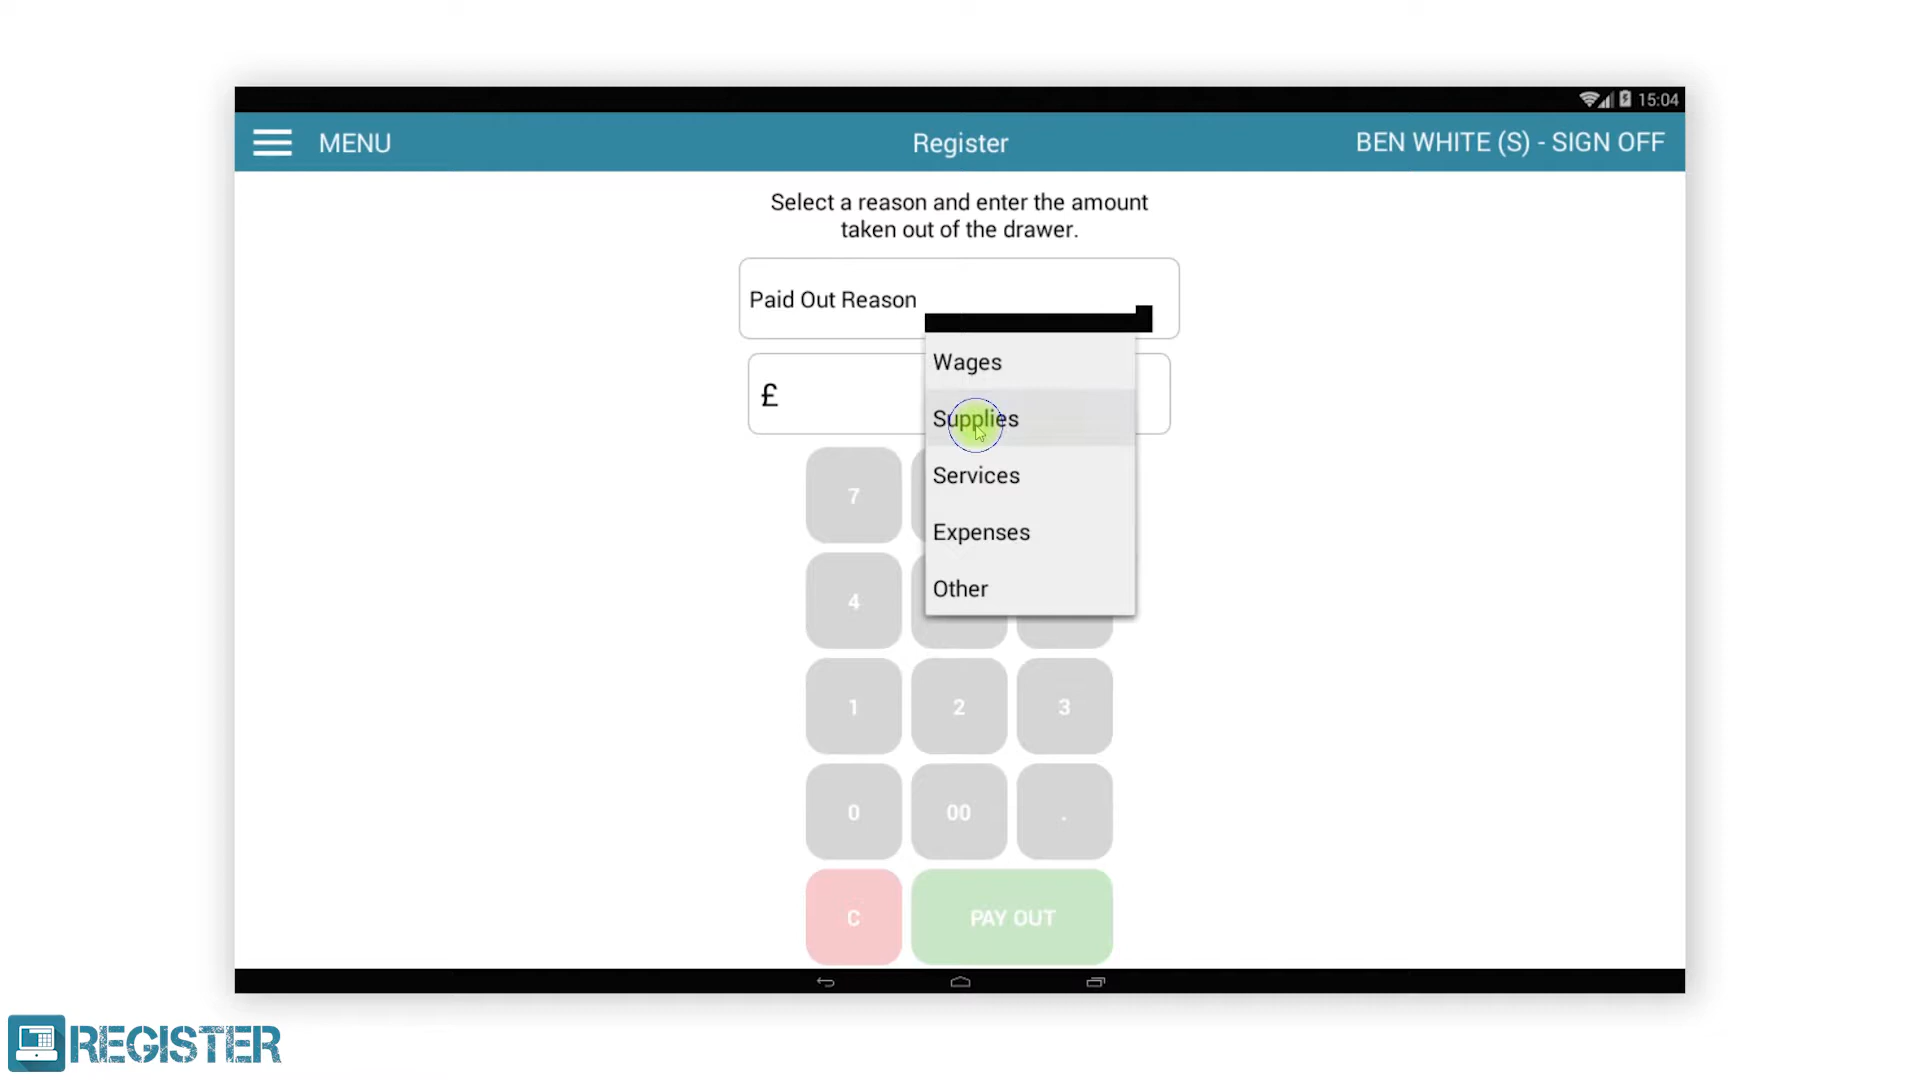 15:04
MENU
Register
BEN WHITE (S) - SIGN OFF
Select a reason and enter the amount
taken out of the drawer.
Paid Out Reason
£
Wages
Supplies
Services
Expenses
Other
7
4
1
2
3
0
00
.
C
PAY OUT
REGISTER